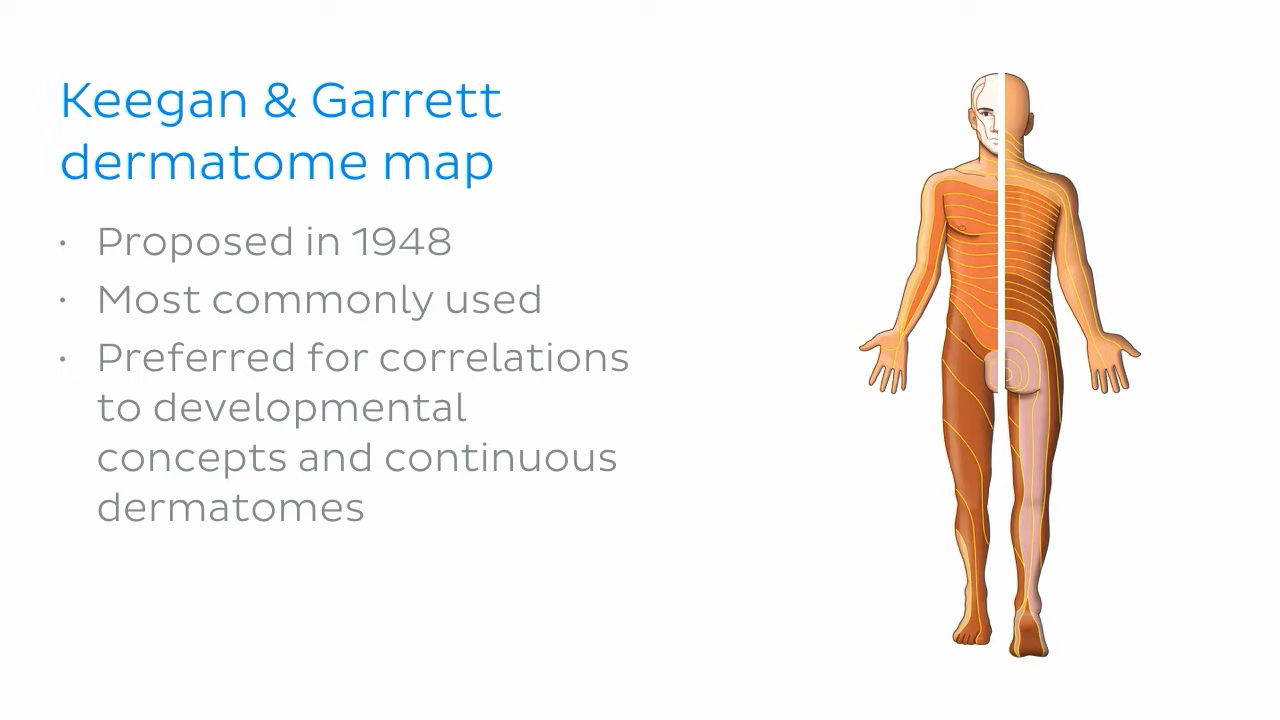 Keegan & Garrett
dermatome map
• Proposed in 1948
• Most commonly used
• Preferred for correlations
to developmental
concepts and continuous
dermatomes